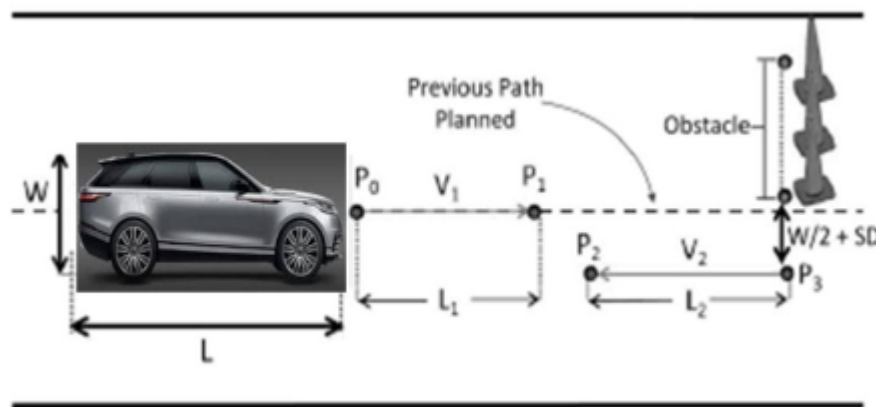 Previous Path
Planned
Obstacle
W
P₀
V₁
P₁
W/2 + SD
P₂
V₂
P₃
L₁
L₂
L